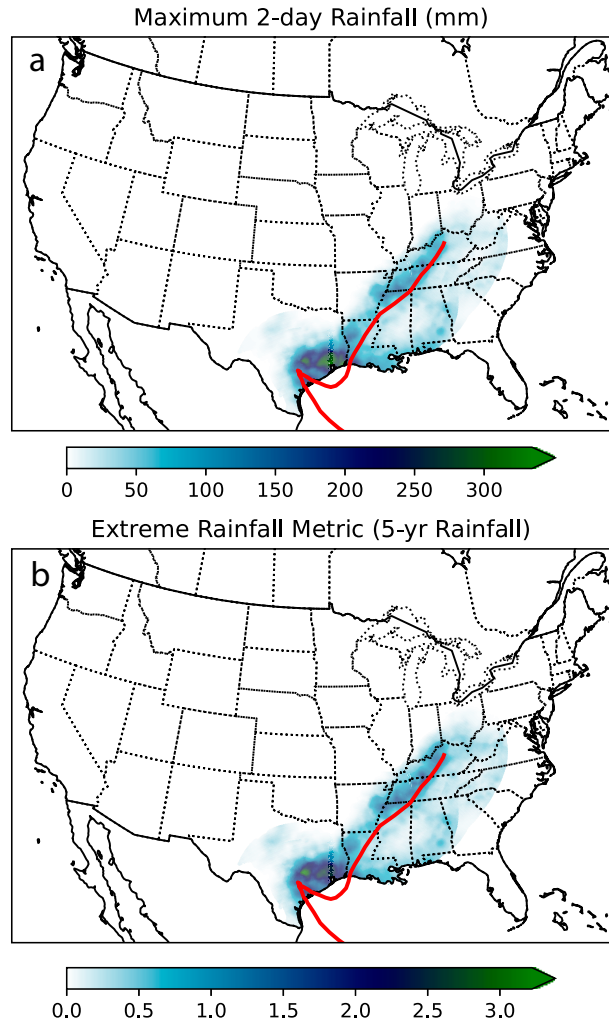 Maximum 2-day Rainfall (mm)
a
0 50 100 150 200 250 300
Extreme Rainfall Metric (5-yr Rainfall)
b
0.0 0.5 1.0 1.5 2.0 2.5 3.0